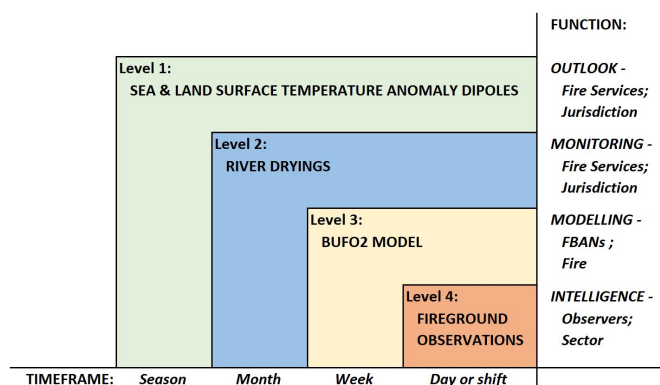 FUNCTION:
Level 1:
SEA & LAND SURFACE TEMPERATURE ANOMALY DIPOLES
OUTLOOK -
Fire Services;
Jurisdiction
Level 2:
RIVER DRYINGS
MONITORING -
Fire Services;
Jurisdiction
Level 3:
BUFO2 MODEL
MODELLING -
FBANs ;
Fire
Level 4:
FIREGROUND
OBSERVATIONS
INTELLIGENCE -
Observers;
Sector
TIMEFRAME: Season Month Week Day or shift